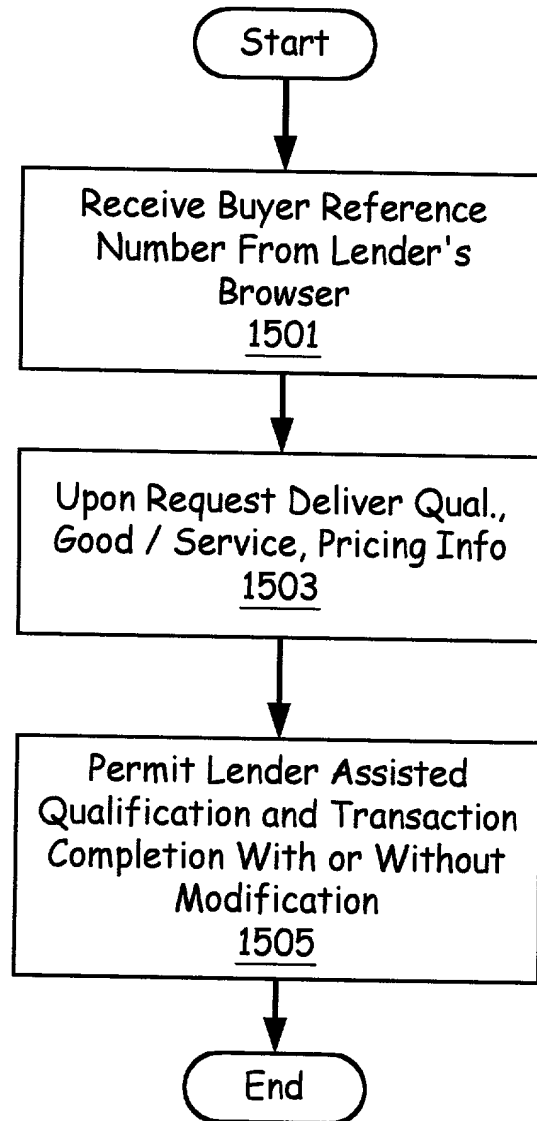 Start
Receive Buyer Reference
Number From Lender's
Browser
1501
Upon Request Deliver Qual.,
Good / Service, Pricing Info
1503
Permit Lender Assisted
Qualification and Transaction
Completion With or Without
Modification
1505
End